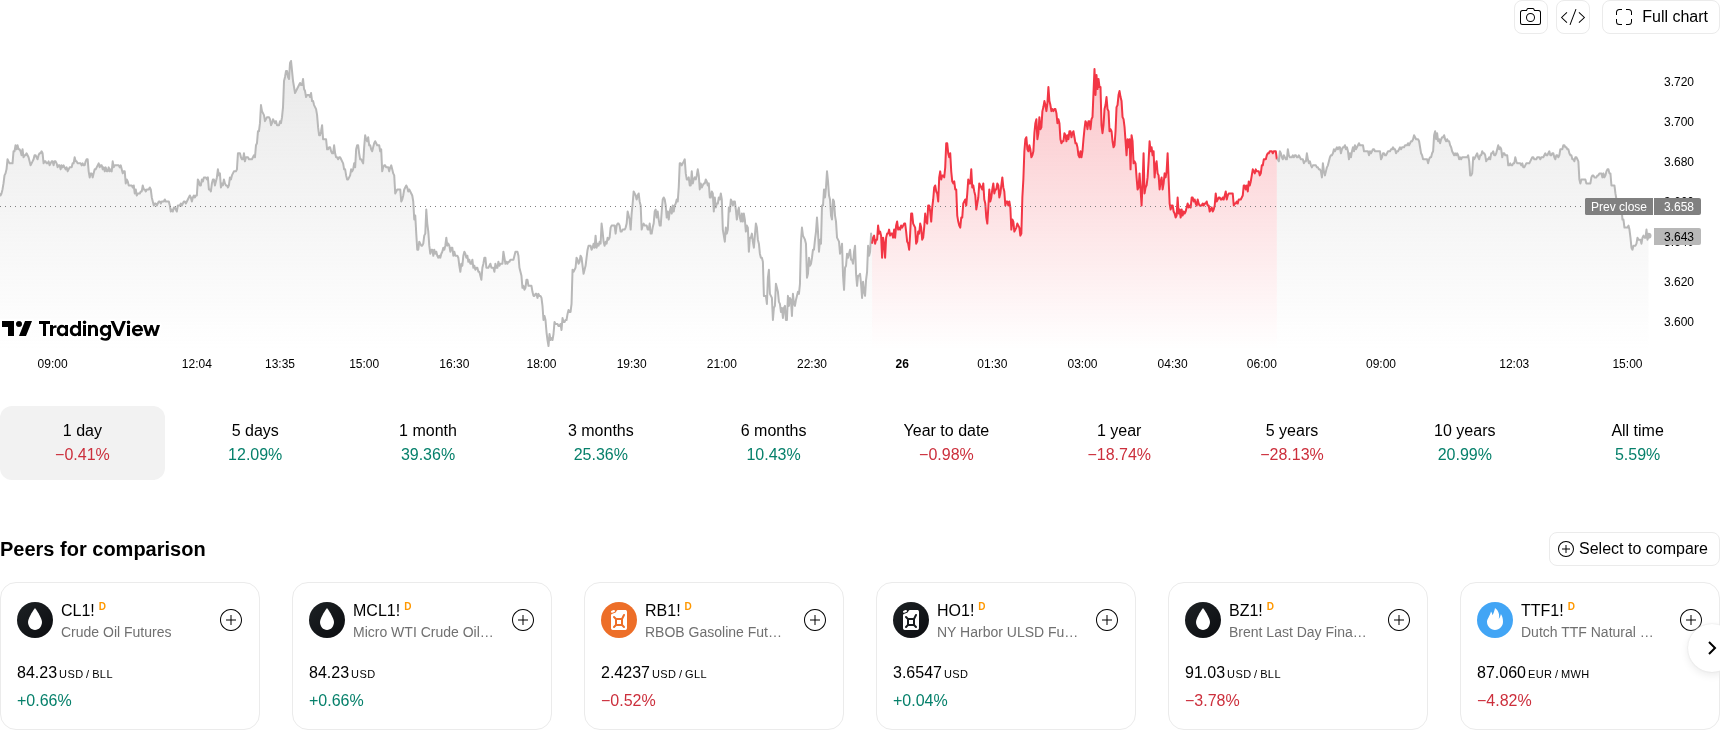 Full chart
3.720
3.700
3.680
Prev close 3.658
3.643
3.620
3.600
TradingView
09:00 12:04 13:35 15:00 16:30 18:00 19:30 21:00 22:30 26 01:30 03:00 04:30 06:00 09:00 12:03 15:00
1 day 5 days 1 month 3 months 6 months Year to date 1 year 5 years 10 years All time
−0.41% 12.09% 39.36% 25.36% 10.43% −0.98% −18.74% −28.13% 20.99% 5.59%
Peers for comparison
Select to compare
CL1! D
Crude Oil Futures
84.23 USD / BLL
+0.66%
MCL1! D
Micro WTI Crude Oil…
84.23 USD
+0.66%
RB1! D
RBOB Gasoline Fut…
2.4237 USD / GLL
−0.52%
HO1! D
NY Harbor ULSD Fu…
3.6547 USD
+0.04%
BZ1! D
Brent Last Day Fina…
91.03 USD / BLL
−3.78%
TTF1! D
Dutch TTF Natural …
87.060 EUR / MWH
−4.82%